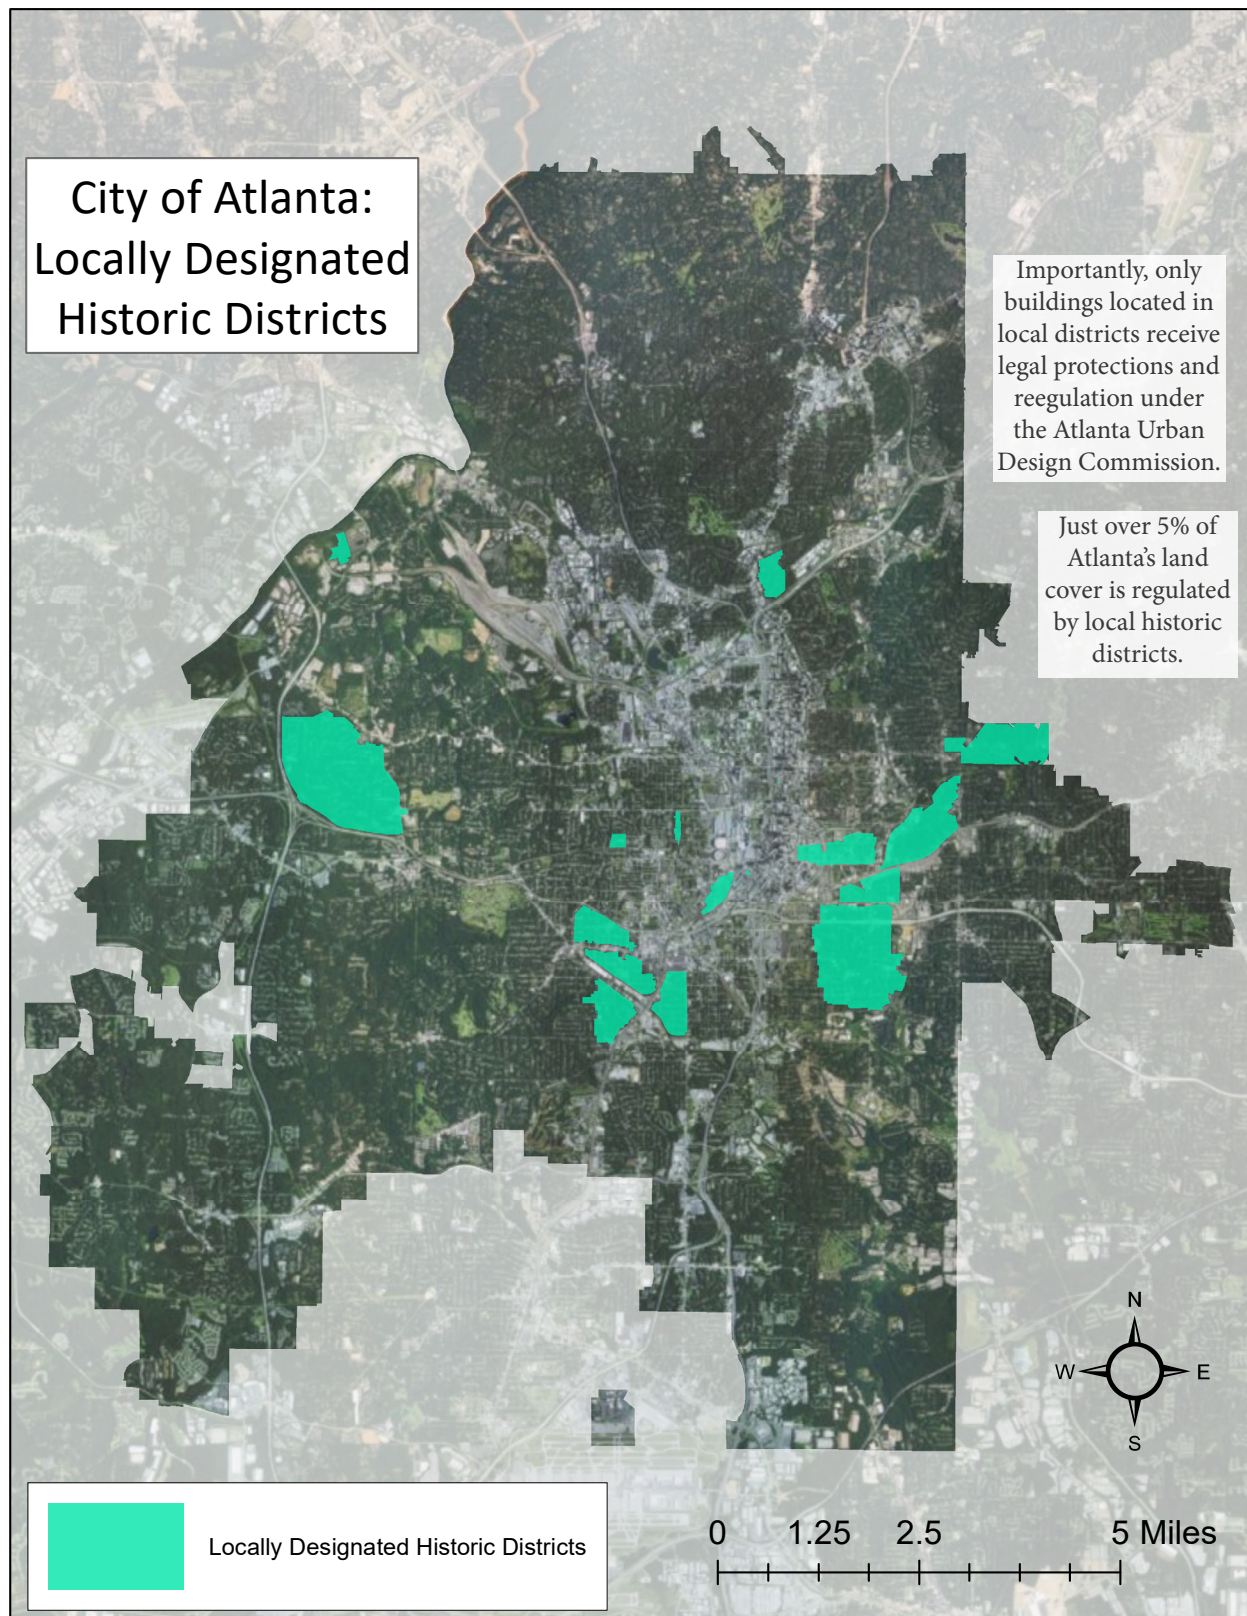 City of Atlanta:
Locally Designated
Historic Districts
Importantly, only
buildings located in
local districts receive
legal protections and
reegulation under
the Atlanta Urban
Design Commission.
Just over 5% of
Atlanta's land
cover is regulated
by local historic
districts.
N
W E
S
Locally Designated Historic Districts
0 1.25 2.5 5 Miles